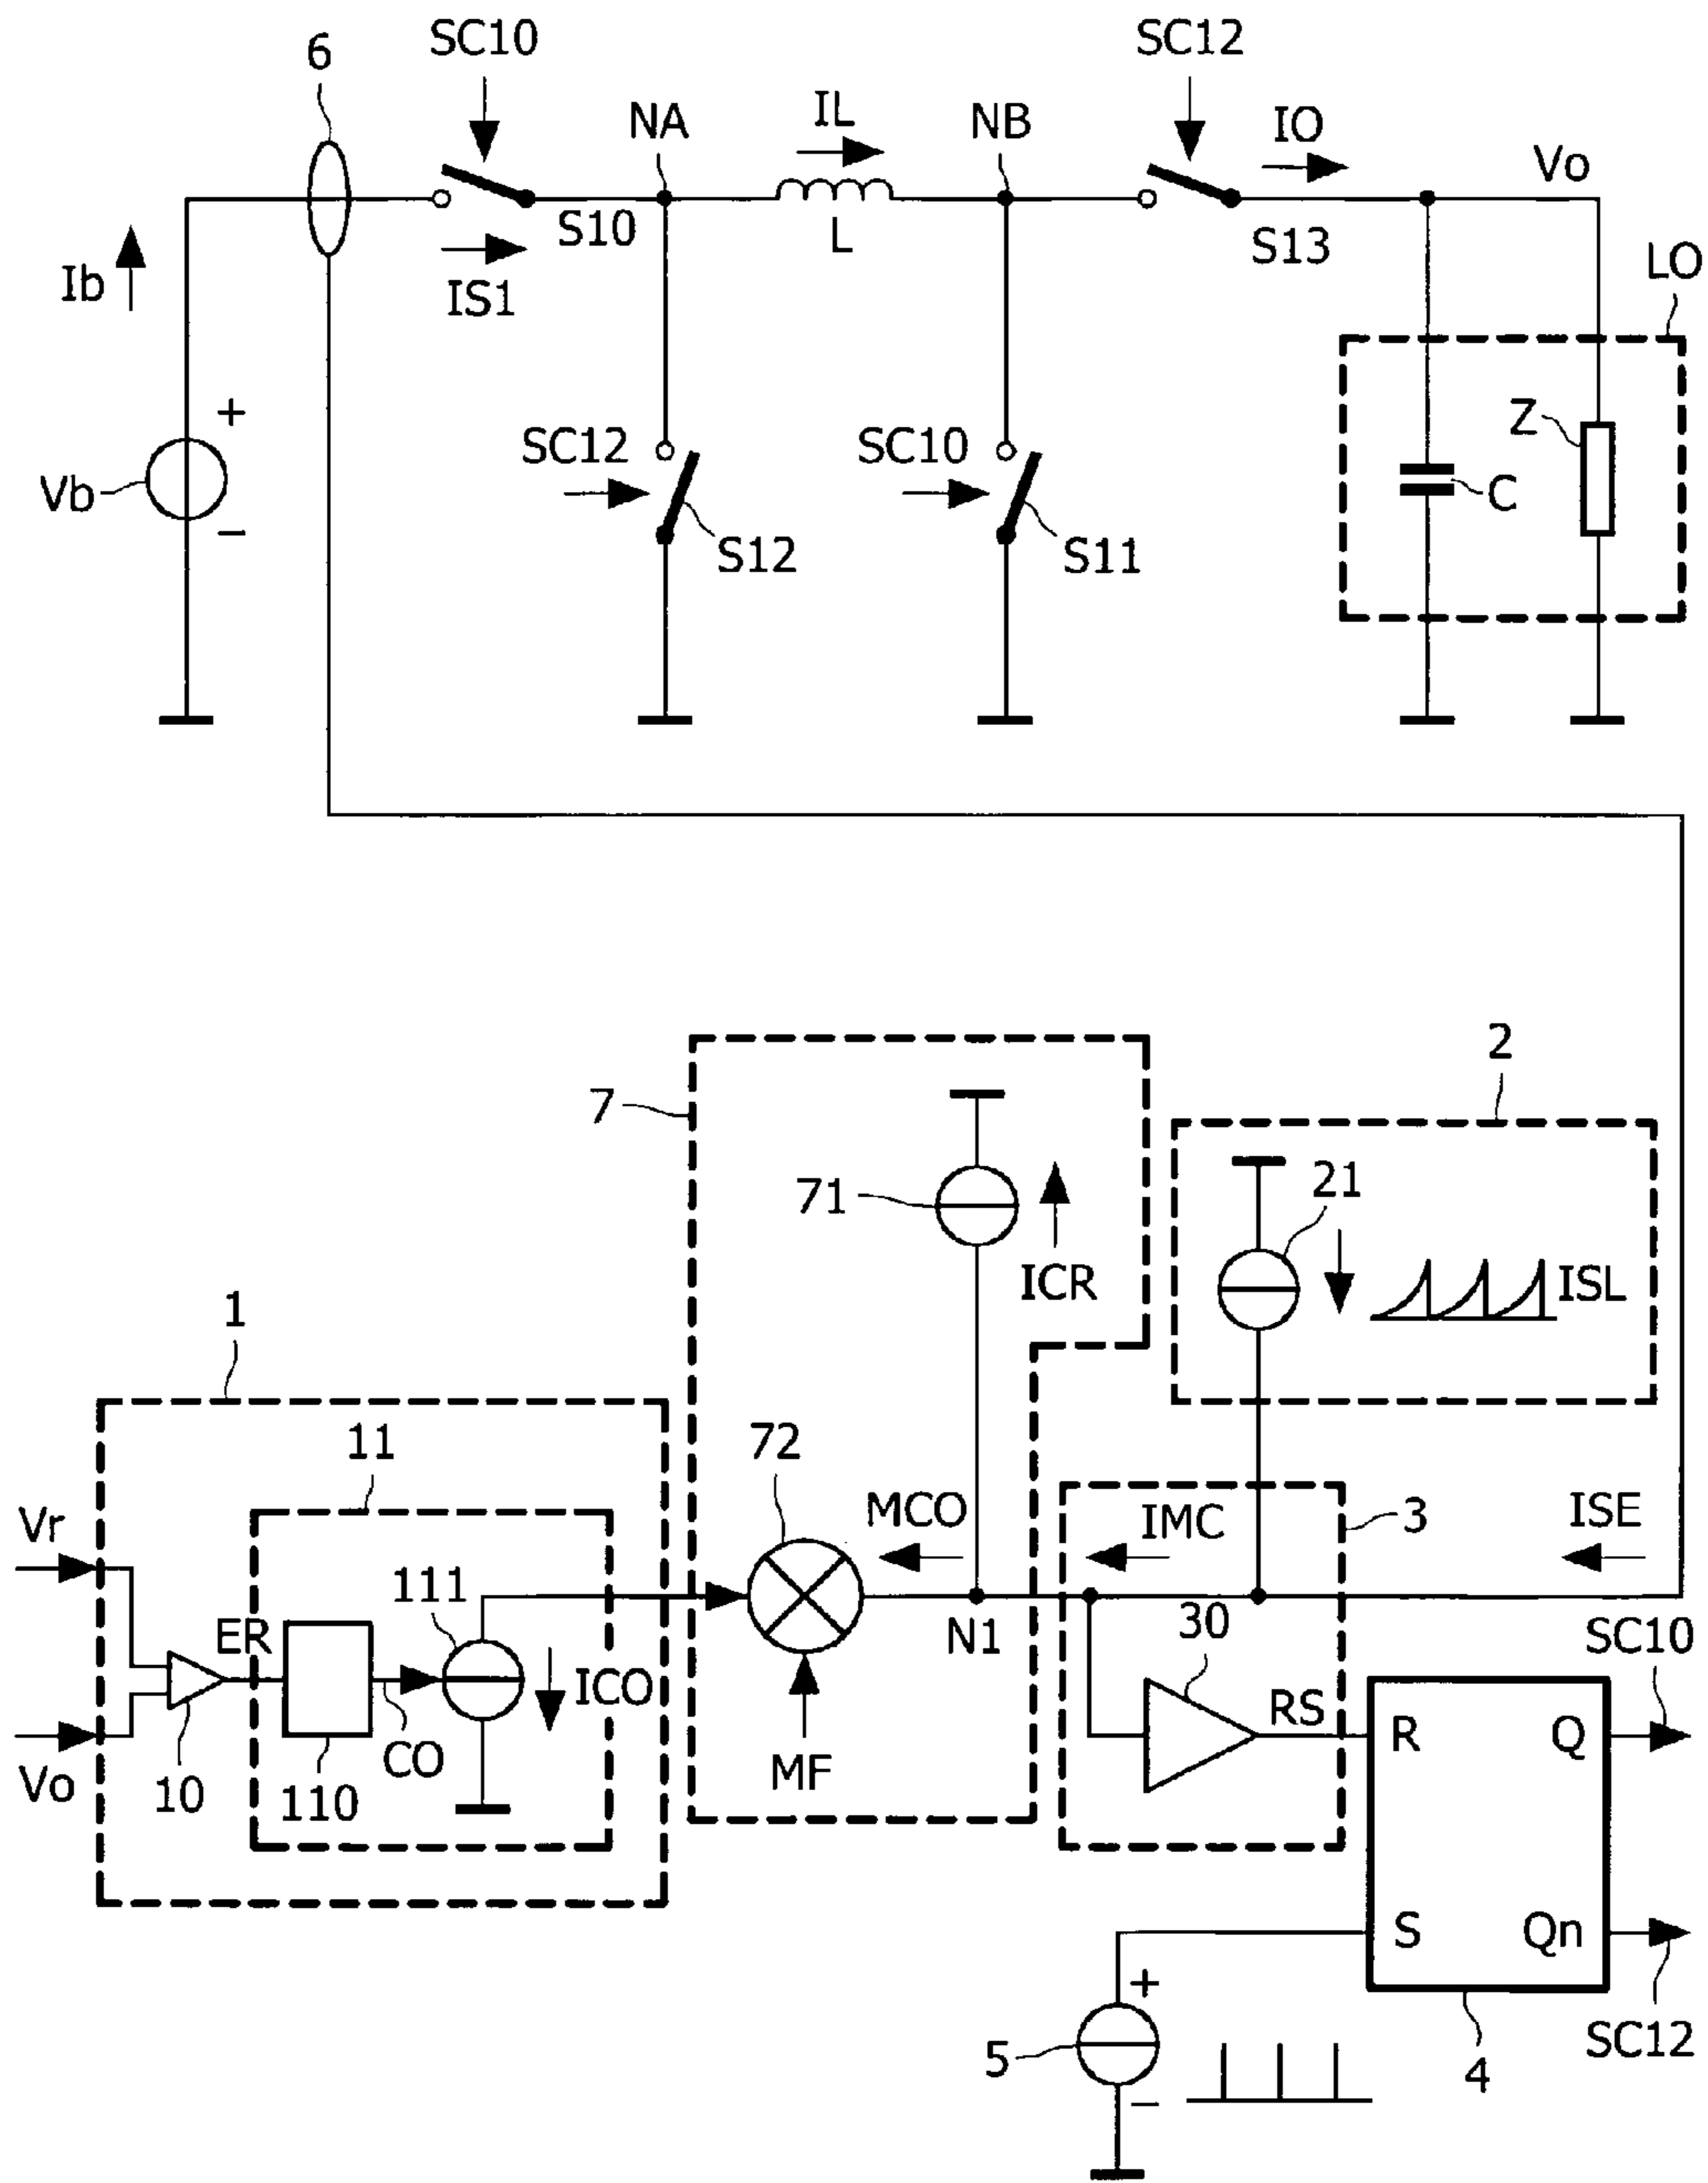 6
SC10
SC12
NA
IL
NB
IO
Vo
S10
L
S13
Ib
IS1
LO
+
Vb
−
SC12
SC10
Z
C
S12
S11
2
7
71
21
ICR
ISL
1
72
11
MCO
IMC
3
ISE
Vr
111
ER
N1
30
SC10
ICO
RS
R
Q
Vo
CO
MF
10
110
S
Qn
+
5
4
SC12
−